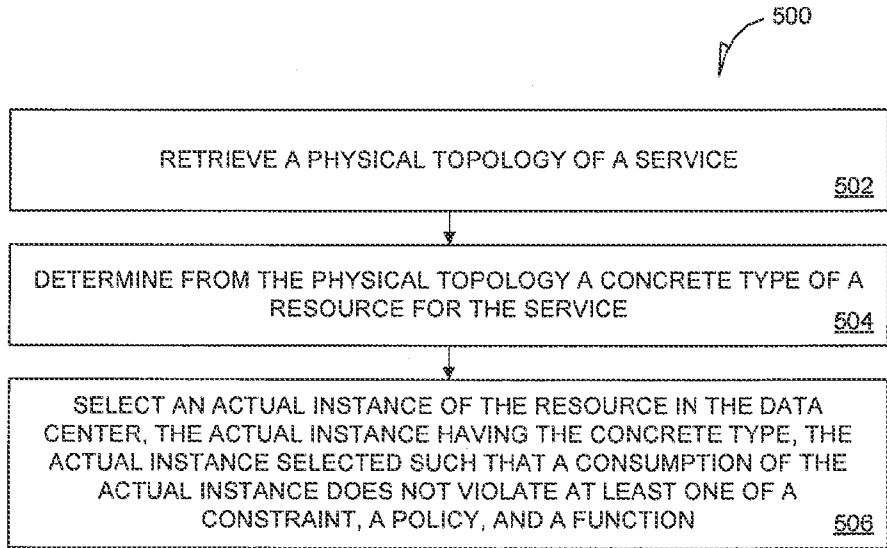 500
RETRIEVE A PHYSICAL TOPOLOGY OF A SERVICE
502
DETERMINE FROM THE PHYSICAL TOPOLOGY A CONCRETE TYPE OF A
RESOURCE FOR THE SERVICE
504
SELECT AN ACTUAL INSTANCE OF THE RESOURCE IN THE DATA
CENTER, THE ACTUAL INSTANCE HAVING THE CONCRETE TYPE, THE
ACTUAL INSTANCE SELECTED SUCH THAT A CONSUMPTION OF THE
ACTUAL INSTANCE DOES NOT VIOLATE AT LEAST ONE OF A
CONSTRAINT, A POLICY, AND A FUNCTION
506